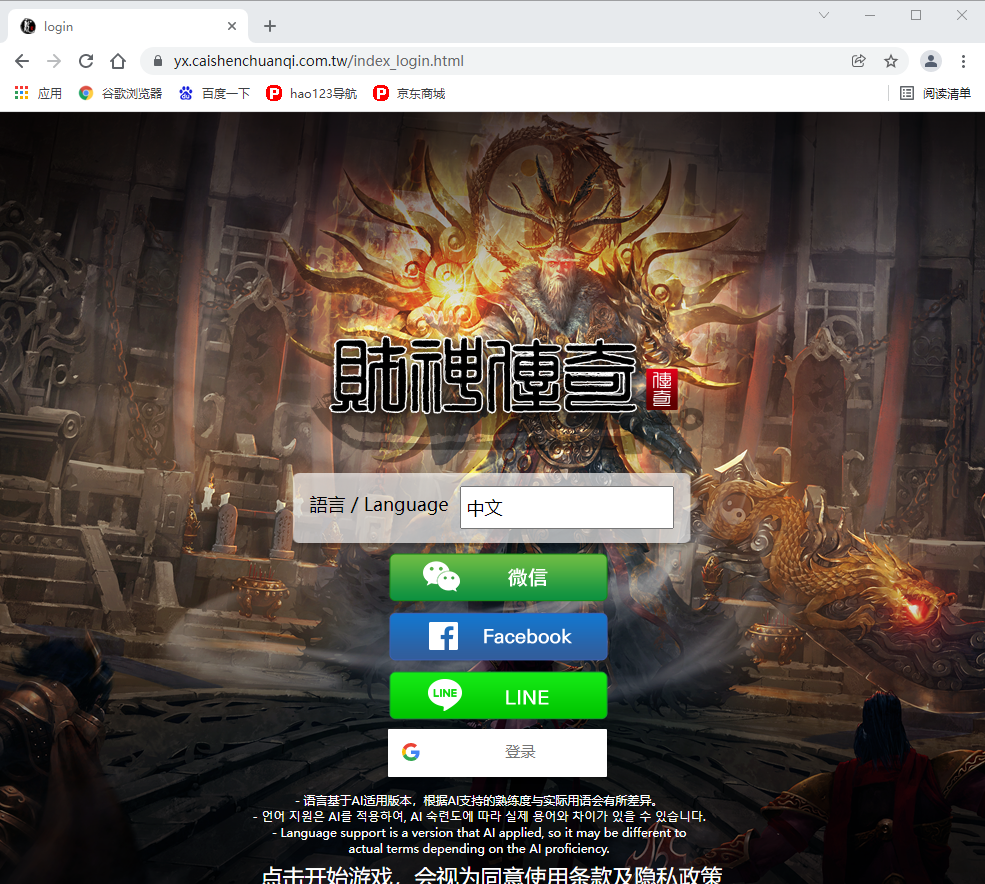 login
yx.caishenchuanqi.com.tw/index_login.html
应用 谷歌浏览器 百度一下 hao123导航 京东商城 阅读清单
財神傳奇
傳奇
語言 / Language 中文
微信
Facebook
LINE LINE
登录
- 语言基于AI适用版本，根据AI支持的熟练度与实际用语会有所差异。
- 언어 지원은 AI를 적용하여, AI 숙련도에 따라 실제 용어와 차이가 있을 수 있습니다.
- Language support is a version that AI applied, so it may be different to
actual terms depending on the AI proficiency.
点击开始游戏，会视为同意使用条款及隐私政策